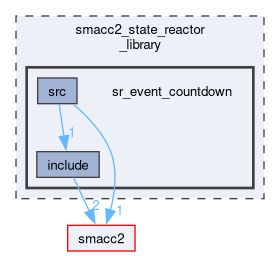 smacc2_state_reactor
_library
src
sr_event_countdown
1
include
2
1
smacc2